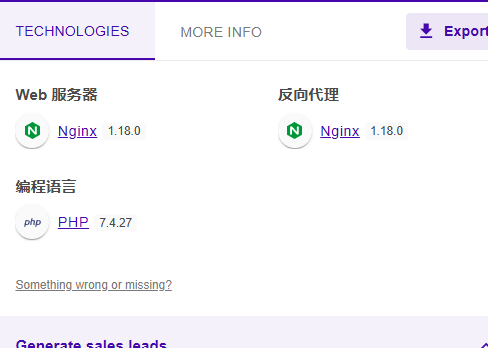 TECHNOLOGIES MORE INFO Export
Web 服务器 反向代理
Nginx 1.18.0 Nginx 1.18.0
编程语言
php PHP 7.4.27
Something wrong or missing?
Generate sales leads